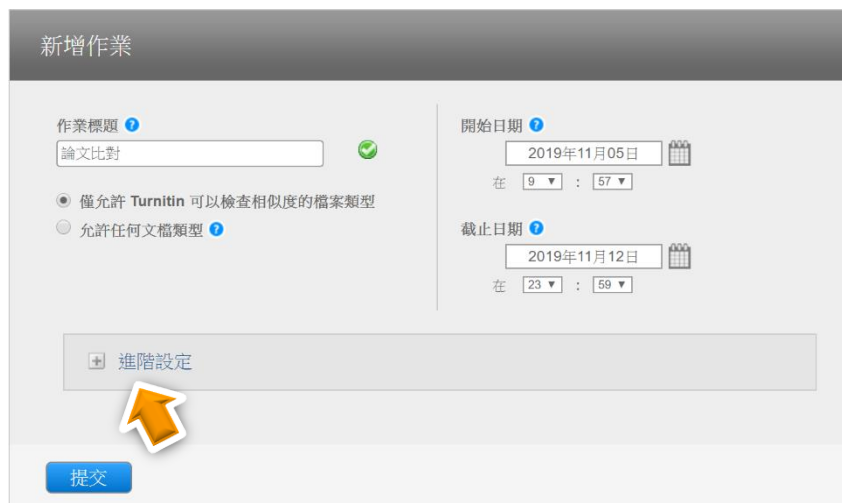 新增作業
作業標題
論文比對
僅允許 Turnitin 可以檢查相似度的檔案類型
允許任何文檔類型
開始日期
2019年11月05日
在 9 : 57
截止日期
2019年11月12日
在 23 : 59
進階設定
提交